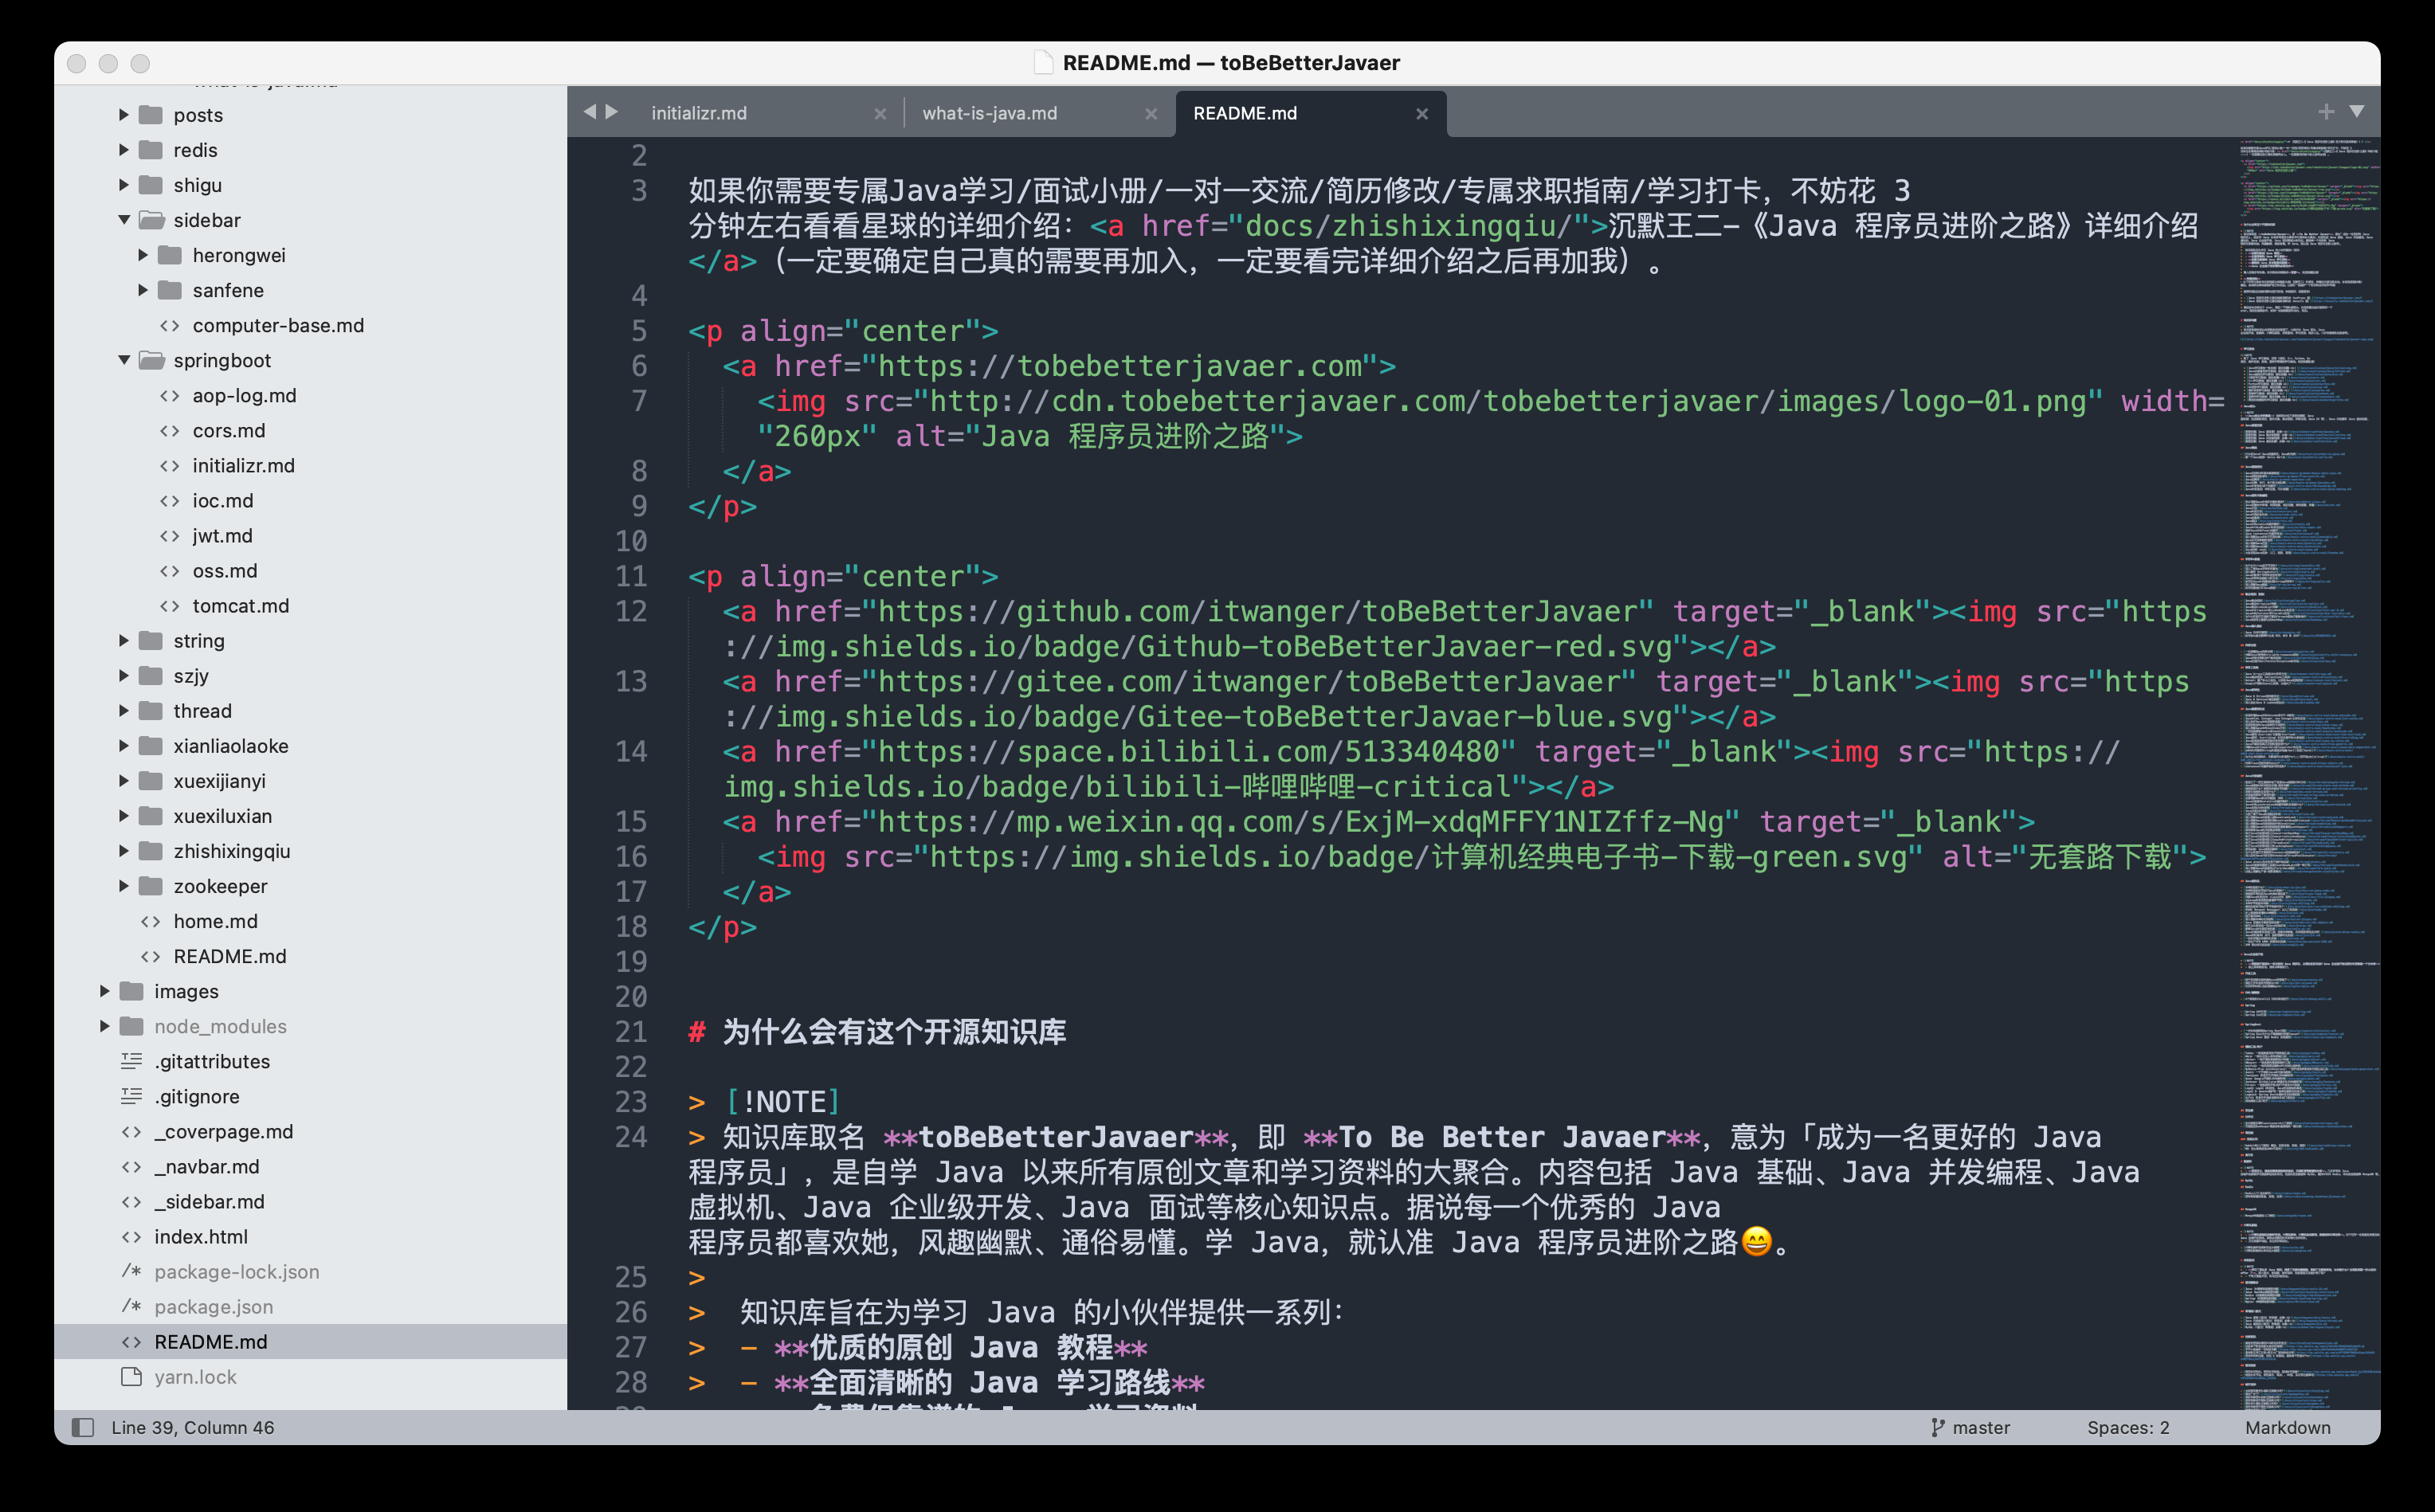 README.md — toBeBetterJavaer
posts
redis
shigu
sidebar
herongwei
sanfene
computer-base.md
springboot
aop-log.md
cors.md
initializr.md
ioc.md
jwt.md
oss.md
tomcat.md
string
szjy
thread
xianliaolaoke
xuexijianyi
xuexiluxian
zhishixingqiu
zookeeper
home.md
README.md
images
node_modules
.gitattributes
.gitignore
_coverpage.md
_navbar.md
_sidebar.md
index.html
package-lock.json
package.json
README.md
yarn.lock
initializr.md
what-is-java.md
README.md
2
3 如果你需要专属Java学习/面试小册/一对一交流/简历修改/专属求职指南/学习打卡，不妨花 3
分钟左右看看星球的详细介绍：<a href="docs/zhishixingqiu/">沉默王二-《Java 程序员进阶之路》详细介绍
</a>（一定要确定自己真的需要再加入，一定要看完详细介绍之后再加我）。
4
5 <p align="center">
6 <a href="https://tobebetterjavaer.com">
7 <img src="http://cdn.tobebetterjavaer.com/tobebetterjavaer/images/logo-01.png" width=
"260px" alt="Java 程序员进阶之路">
8 </a>
9 </p>
10
11 <p align="center">
12 <a href="https://github.com/itwanger/toBeBetterJavaer" target="_blank"><img src="https
://img.shields.io/badge/Github-toBeBetterJavaer-red.svg"></a>
13 <a href="https://gitee.com/itwanger/toBeBetterJavaer" target="_blank"><img src="https
://img.shields.io/badge/Gitee-toBeBetterJavaer-blue.svg"></a>
14 <a href="https://space.bilibili.com/513340480" target="_blank"><img src="https://
img.shields.io/badge/bilibili-哔哩哔哩-critical"></a>
15 <a href="https://mp.weixin.qq.com/s/ExjM-xdqMFFY1NIZffz-Ng" target="_blank">
16 <img src="https://img.shields.io/badge/计算机经典电子书-下载-green.svg" alt="无套路下载">
17 </a>
18 </p>
19
20
21 # 为什么会有这个开源知识库
22
23 > [!NOTE]
24 > 知识库取名 **toBeBetterJavaer**，即 **To Be Better Javaer**，意为「成为一名更好的 Java
程序员」，是自学 Java 以来所有原创文章和学习资料的大聚合。内容包括 Java 基础、Java 并发编程、Java
虚拟机、Java 企业级开发、Java 面试等核心知识点。据说每一个优秀的 Java
程序员都喜欢她，风趣幽默、通俗易懂。学 Java，就认准 Java 程序员进阶之路😄。
25 >
26 > 知识库旨在为学习 Java 的小伙伴提供一系列：
27 > - **优质的原创 Java 教程**
28 > - **全面清晰的 Java 学习路线**
Line 39, Column 46
master
Spaces: 2
Markdown